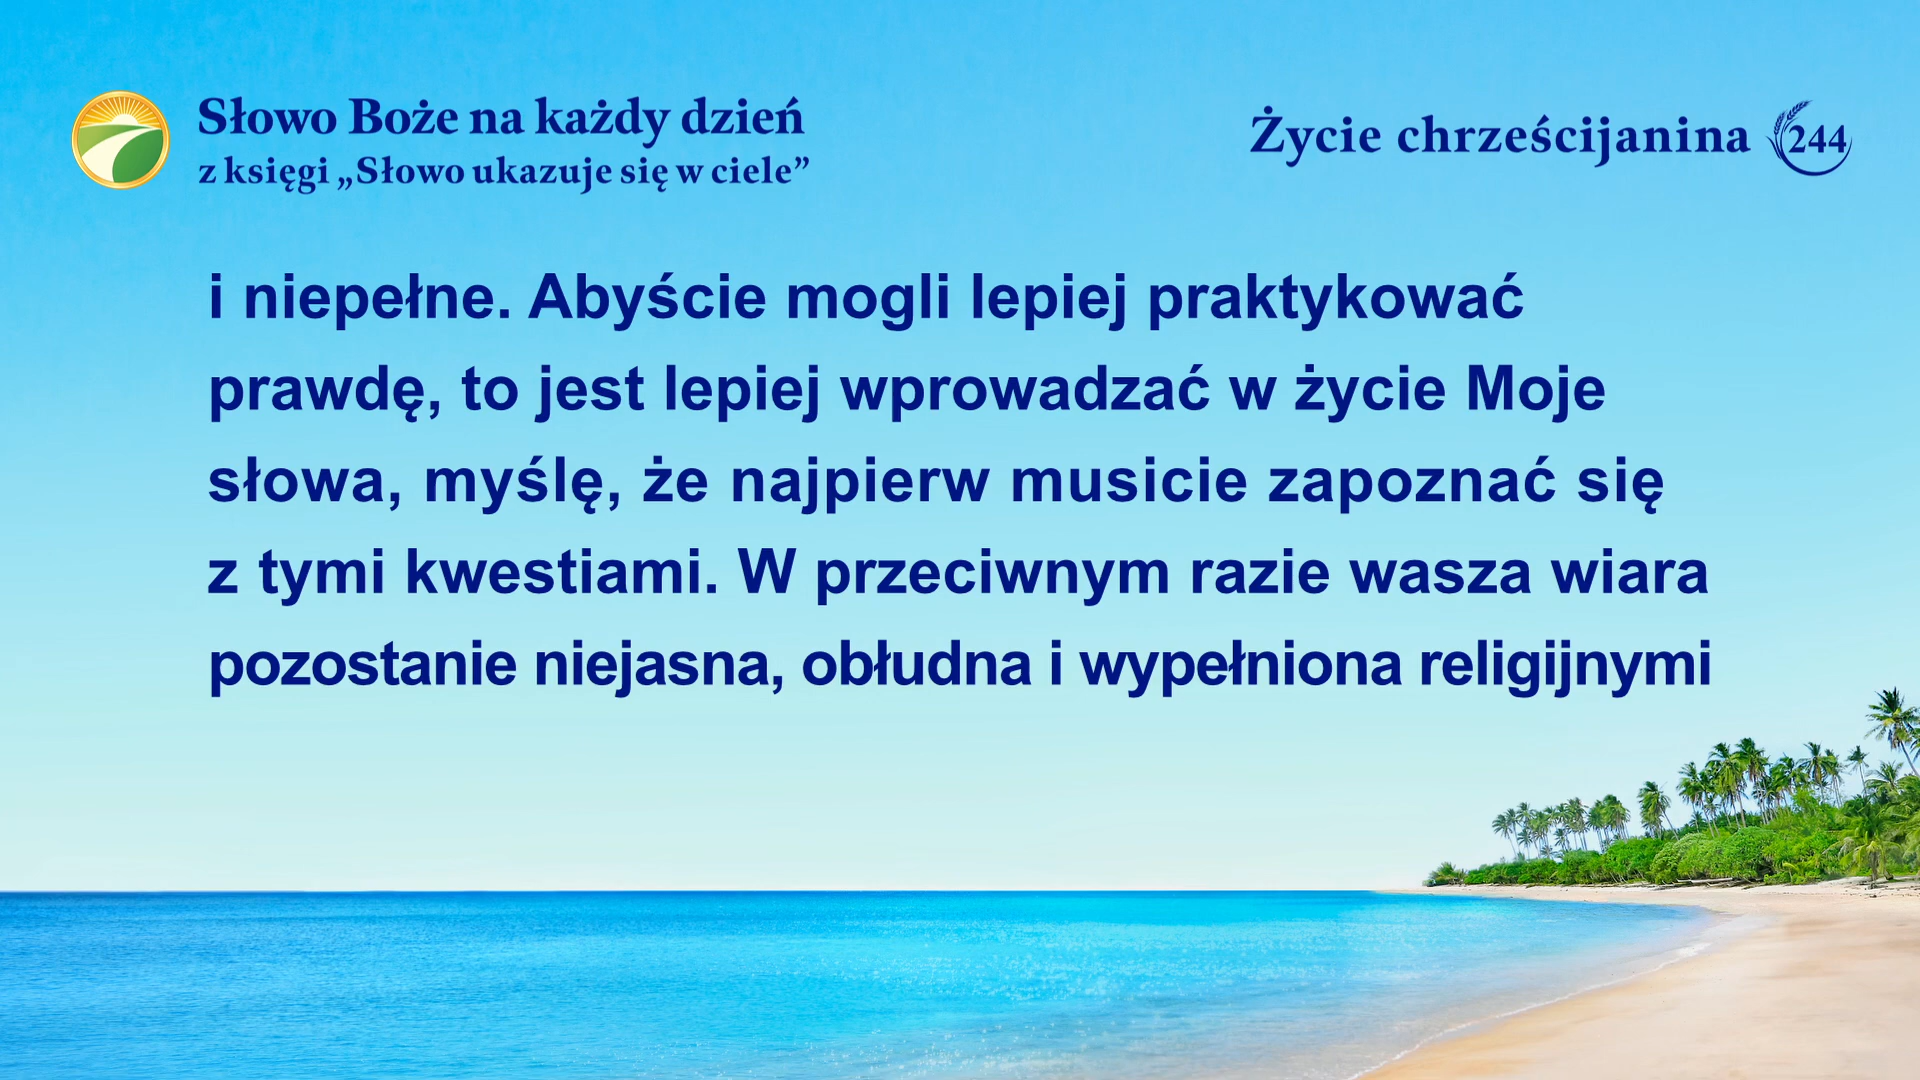 Słowo Boże na każdy dzień
z księgi „Słowo ukazuje się w ciele”
Życie chrześcijanina 244
i niepełne. Abyście mogli lepiej praktykować
prawdę, to jest lepiej wprowadzać w życie Moje
słowa, myślę, że najpierw musicie zapoznać się
z tymi kwestiami. W przeciwnym razie wasza wiara
pozostanie niejasna, obłudna i wypełniona religijnymi